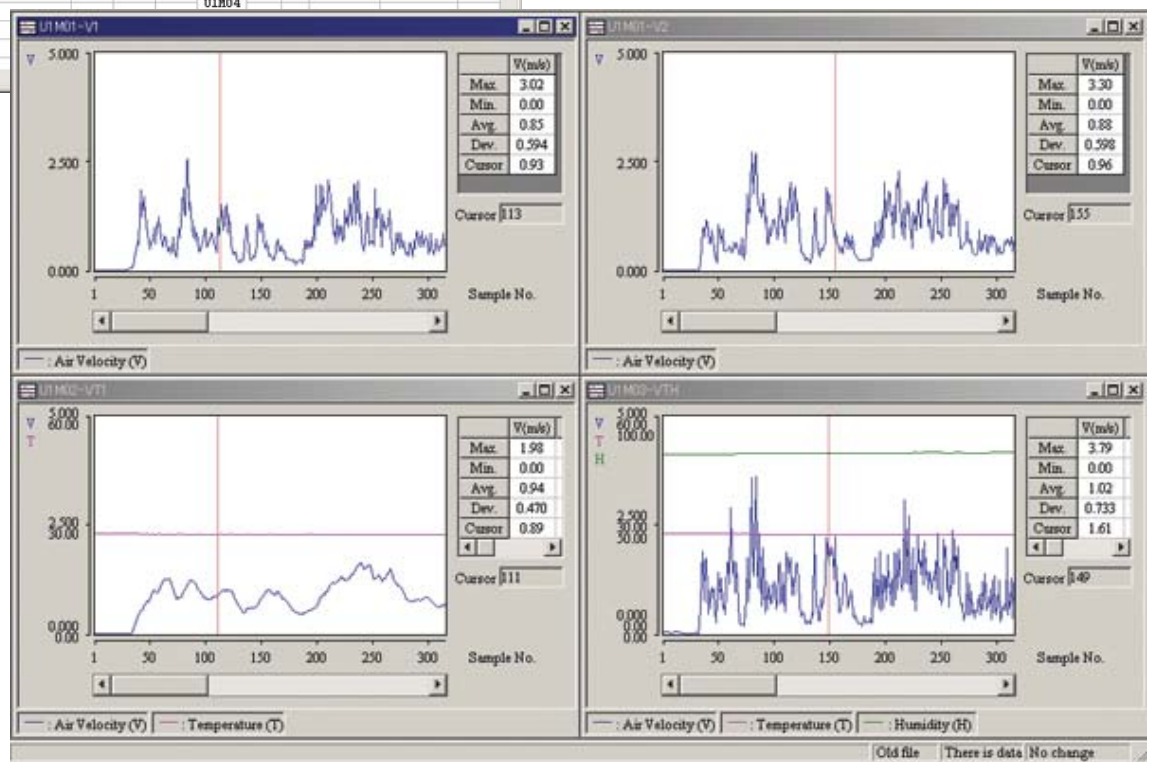 U1M04
U1M01-V1
V
5.000
2.500
0.000
1 50 100 150 200 250 300
Sample No.
V(m/s)
Max. 3.02
Min. 0.00
Avg. 0.85
Dev. 0.594
Cursor 0.93
Cursor 113
: Air Velocity (V)
U1M01-V2
V
5.000
2.500
0.000
1 50 100 150 200 250 300
Sample No.
V(m/s)
Max. 3.30
Min. 0.00
Avg. 0.88
Dev. 0.598
Cursor 0.96
Cursor 155
: Air Velocity (V)
U1M02-VT1
V
T
5.000
60.00
2.500
30.00
0.000
0.00
1 50 100 150 200 250 300
Sample No.
V(m/s)
Max. 1.98
Min. 0.00
Avg. 0.94
Dev. 0.470
Cursor 0.89
Cursor 111
: Air Velocity (V) : Temperature (T)
U1M03-VTH
V
T
H
5.000
60.00
100.00
2.500
30.00
50.00
0.000
0.00
0.00
1 50 100 150 200 250 300
Sample No.
V(m/s)
Max. 3.79
Min. 0.00
Avg. 1.02
Dev. 0.733
Cursor 1.61
Cursor 149
: Air Velocity (V) : Temperature (T) : Humidity (H)
Old file There is data No change